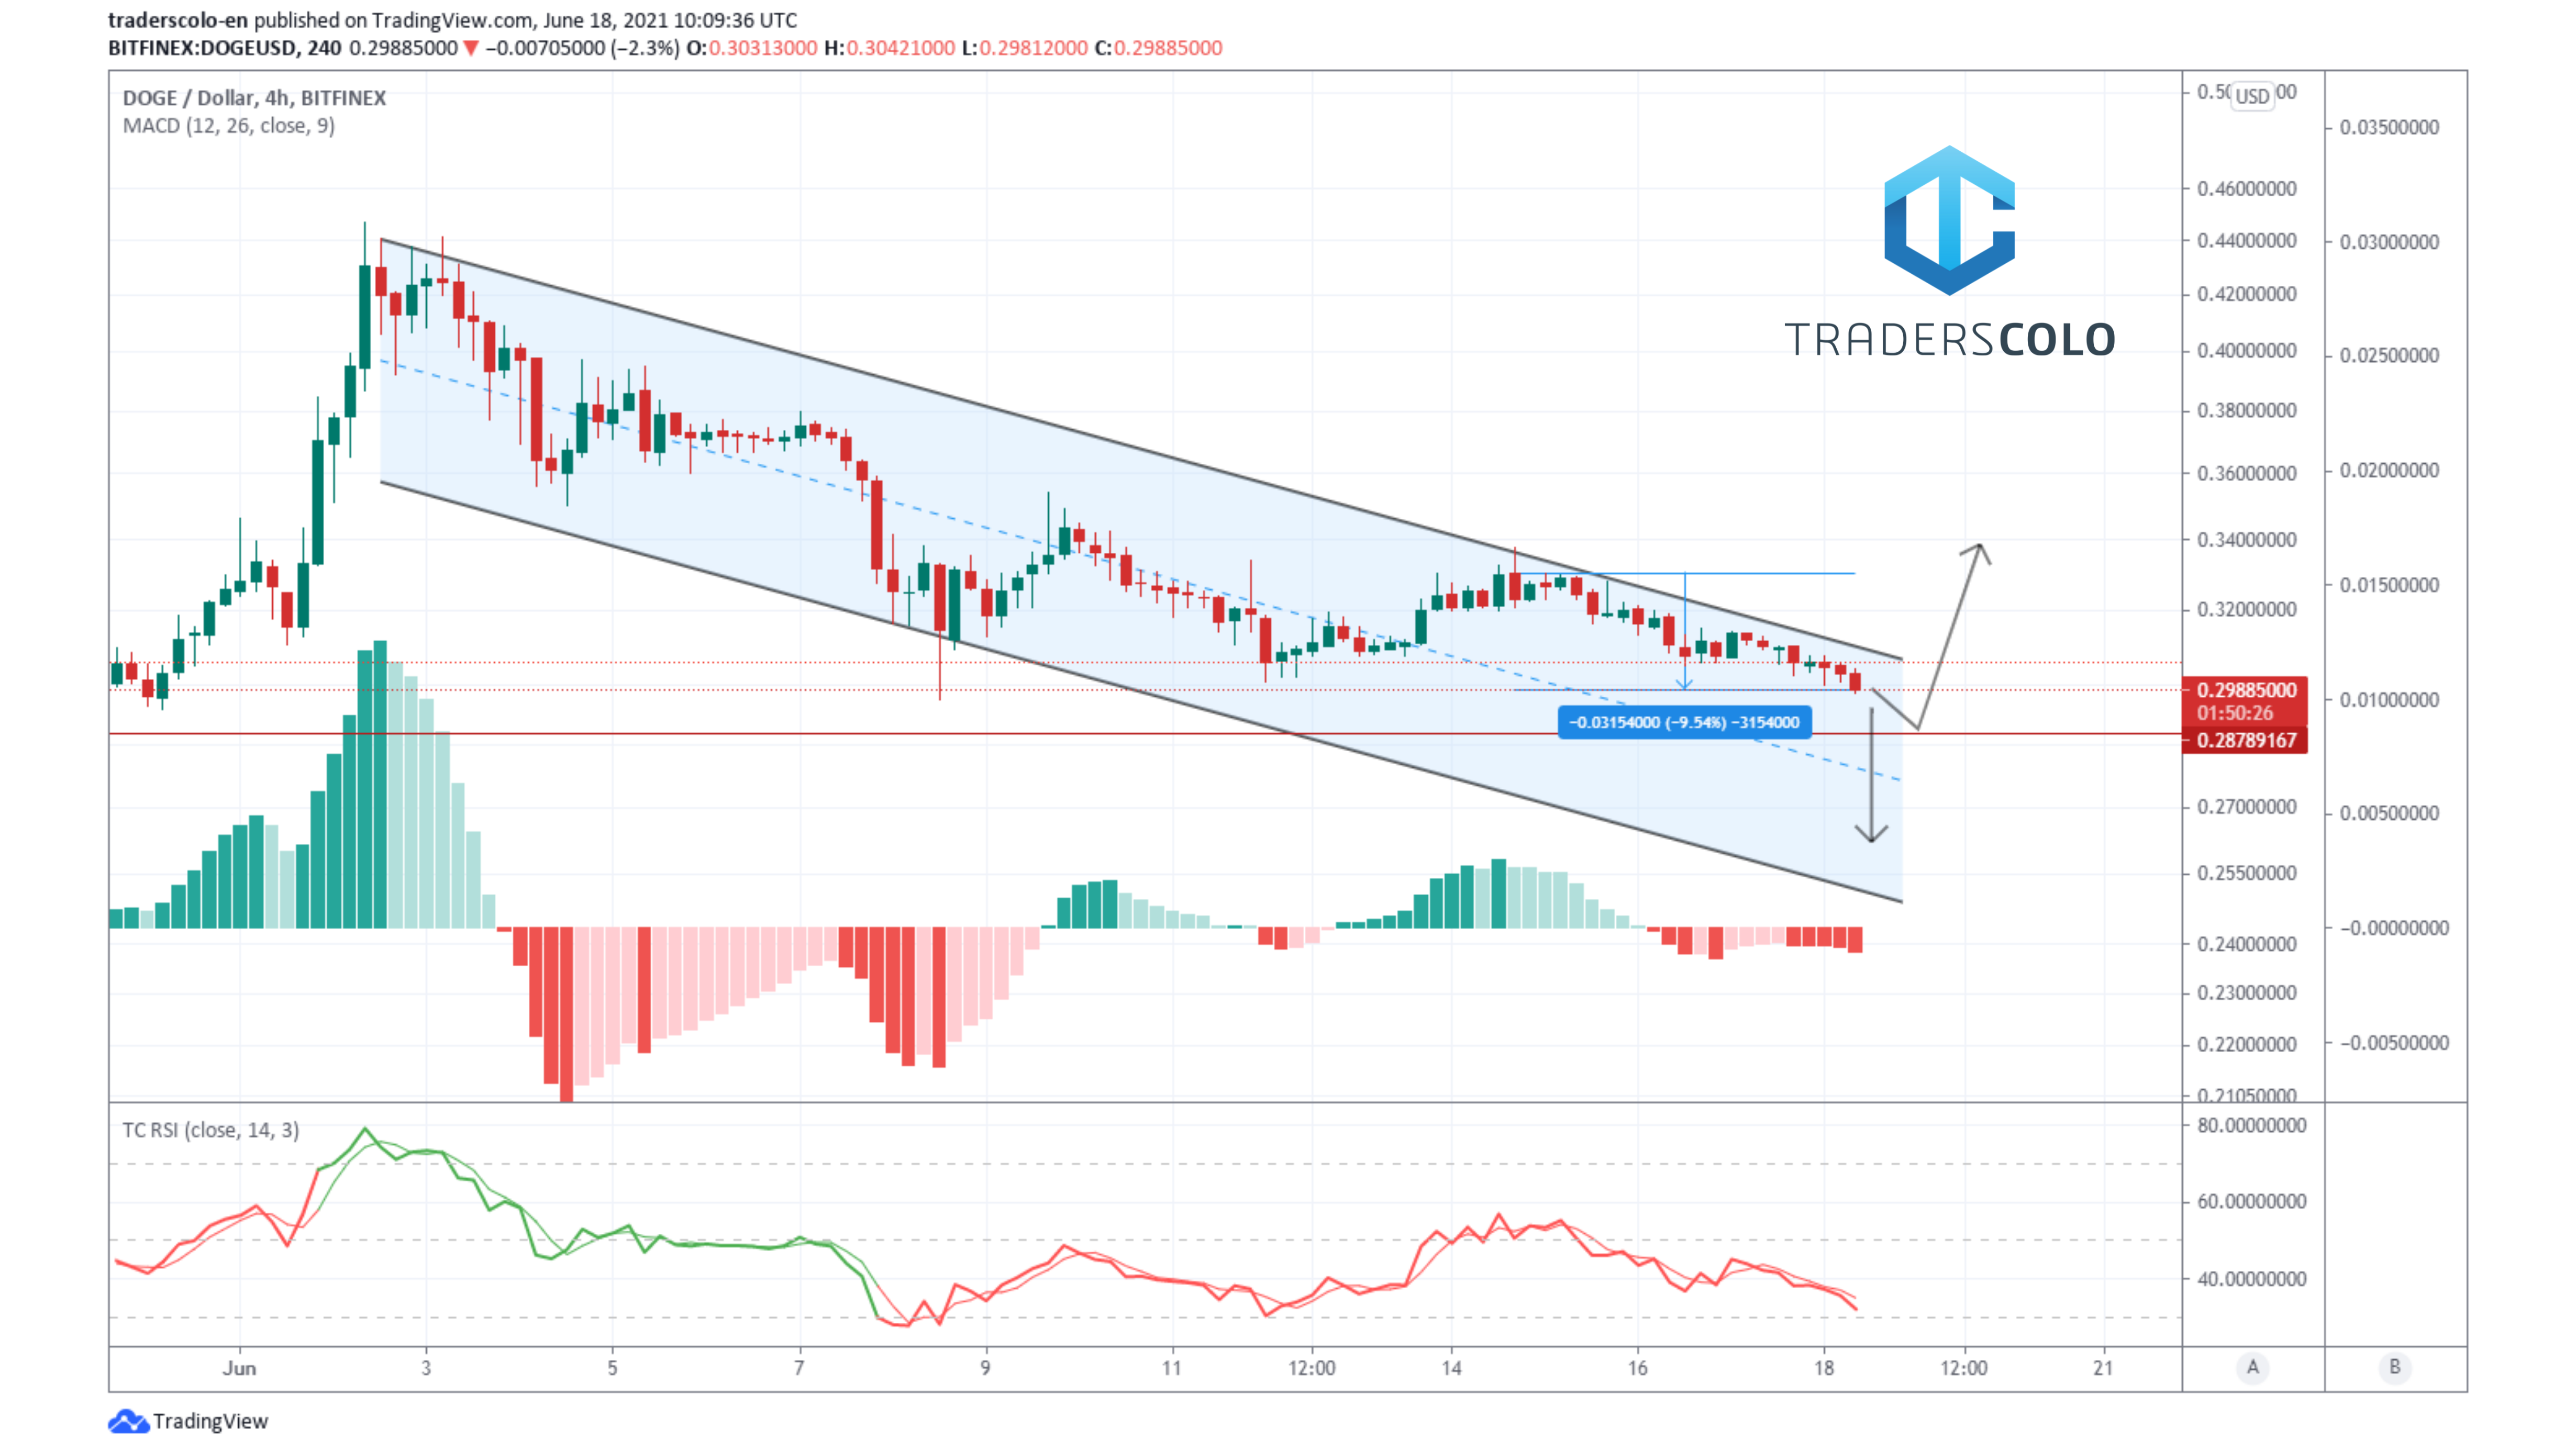 traderscolo-en published on TradingView.com, June 18, 2021 10:09:36 UTC
BITFINEX:DOGEUSD, 240 0.29885000 ▼ −0.00705000 (−2.3%) O:0.30313000 H:0.30421000 L:0.29812000 C:0.29885000
DOGE / Dollar, 4h, BITFINEX
MACD (12, 26, close, 9)
USD
TRADERSCOLO
0.46000000
0.44000000
0.42000000
0.40000000
0.38000000
0.36000000
0.34000000
0.32000000
0.29885000
01:50:26
0.28789167
0.27000000
0.25500000
0.24000000
0.23000000
0.22000000
0.21050000
0.03500000
0.03000000
0.02500000
0.02000000
0.01500000
0.01000000
0.00500000
−0.00000000
−0.00500000
−0.03154000 (−9.54%) −3154000
TC RSI (close, 14, 3)
80.00000000
60.00000000
40.00000000
Jun 3 5 7 9 11 12:00 14 16 18 12:00 21 A B
TradingView